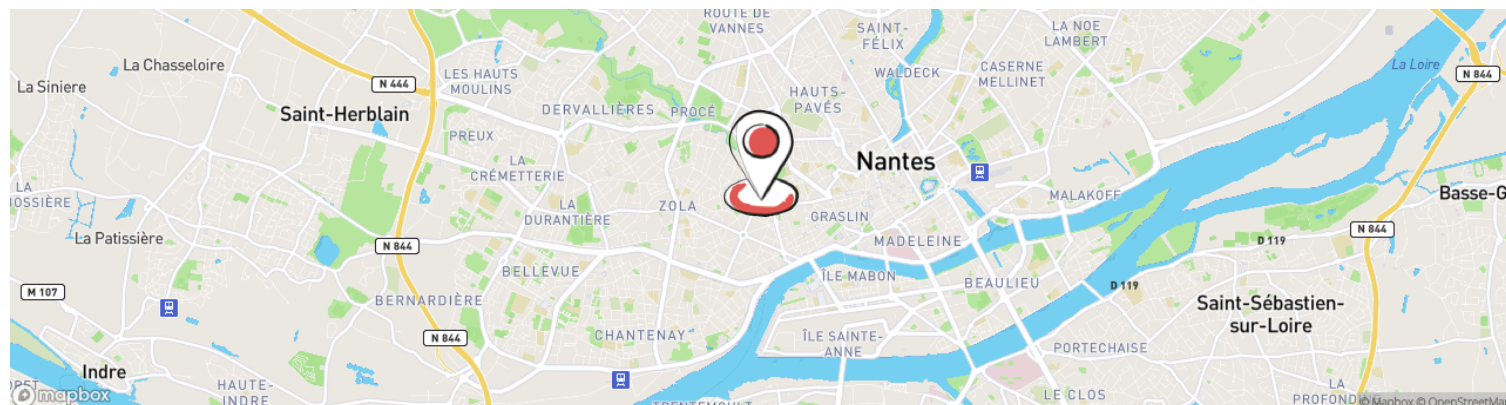 ROUTE DE
VANNES
SAINT-
FÉLIX
LA NOE
LAMBERT
La Chasseloire
La Loire
La Siniere
N 444
LES HAUTS
MOULINS
WALDECK
CASERNE
MELLINET
N 844
Saint-Herblain
DERVALLIÈRES
PROCÉ
HAUTS-
PAVÉS
PREUX
LA
CRÉMETTERIE
Nantes
LA
BOSSIÈRE
MALAKOFF
Basse-G
LA
DURANTIÈRE
ZOLA
GRASLIN
La Patissière
N 844
MADELEINE
D 119
N 844
BELLEVUE
ÎLE MABON
BEAULIEU
D 119
M 107
BERNARDIÈRE
Saint-Sébastien-
sur-Loire
N 844
CHANTENAY
ÎLE SAINTE-
ANNE
PORTECHAISE
Indre
HAUTE-
INDRE
LE CLOS
LA
PROFOND
mapbox
TRENTEMOULT
© Mapbox © OpenStreetMap